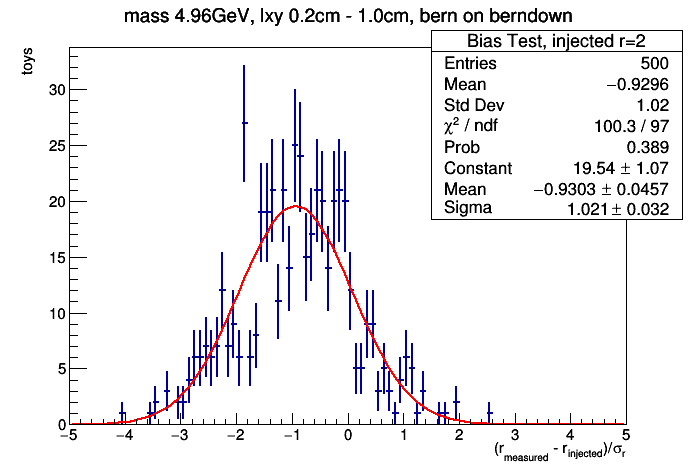 mass 4.96GeV, lxy 0.2cm - 1.0cm, bern on berndown
toys
Bias Test, injected r=2
Entries 500
Mean −0.9296
Std Dev 1.02
χ² / ndf 100.3 / 97
Prob 0.389
Constant 19.54 ± 1.07
Mean −0.9303 ± 0.0457
Sigma 1.021 ± 0.032
30
25
20
15
10
5
0
−5 −4 −3 −2 −1 0 1 2 3 4 5
(r_measured - r_injected)/σ_r